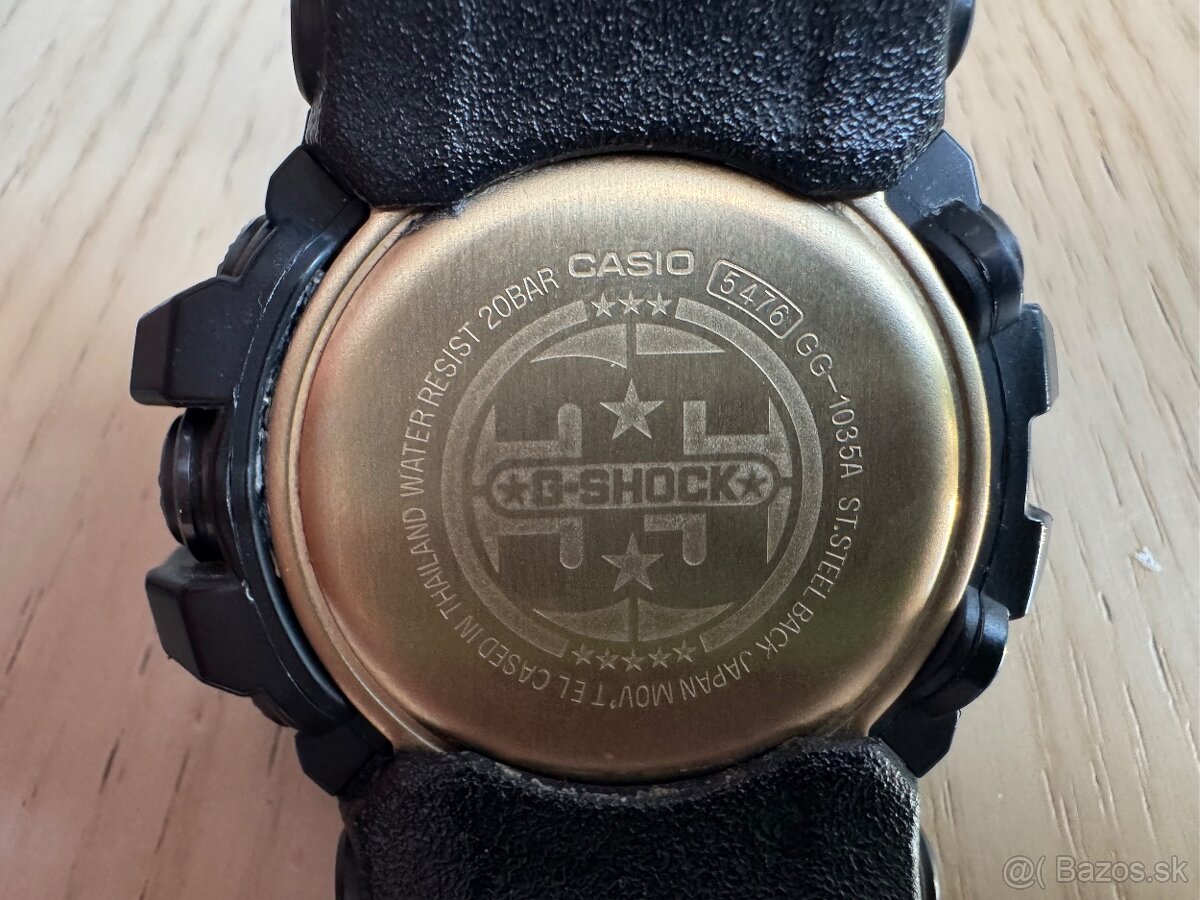 CASIO
5476
GG-1035A ST.STEEL BACK JAPAN MOV'T EL CASED IN THAILAND WATER RESIST 20BAR
G-SHOCK
@( Bazos.sk